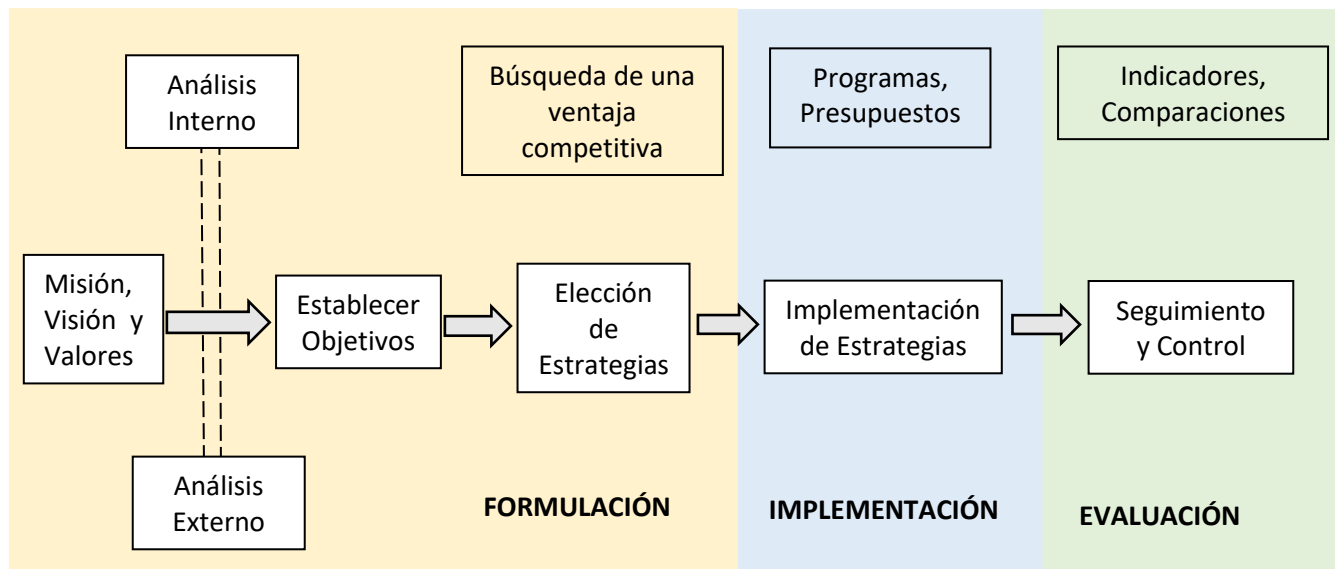 Análisis
Interno
Búsqueda de una
ventaja
competitiva
Programas,
Presupuestos
Indicadores,
Comparaciones
Misión,
Visión y
Valores
Establecer
Objetivos
Elección
de
Estrategias
Implementación
de Estrategias
Seguimiento
y Control
Análisis
Externo
FORMULACIÓN
IMPLEMENTACIÓN
EVALUACIÓN